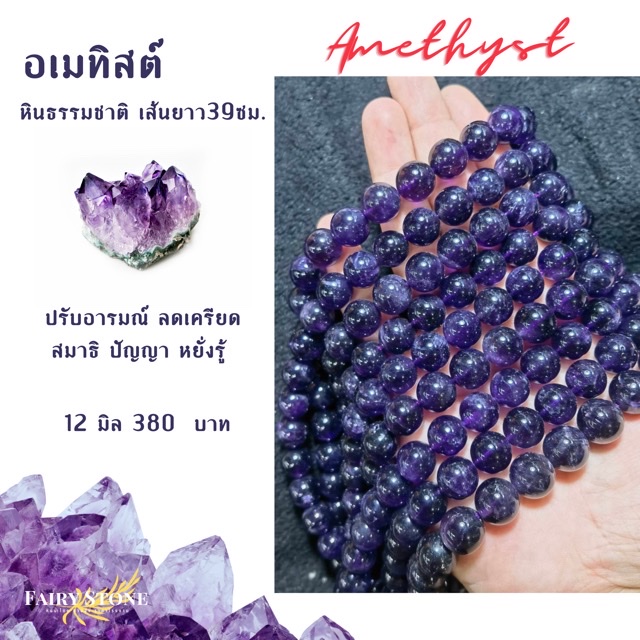 Amethyst
อเมทิสต์
หินธรรมชาติ เส้นยาว39ซม.
ปรับอารมณ์ ลดเครียด
สมาธิ ปัญญา หยั่งรู้
12 มิล 380 บาท
FAIRY STONE